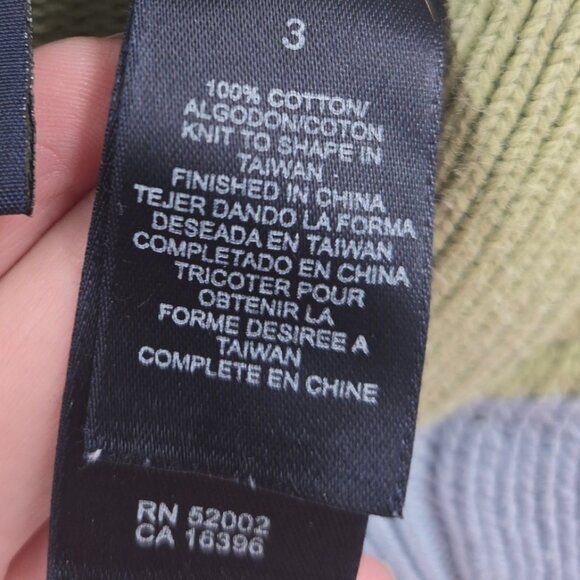 3
100% COTTON/
ALGODON/COTON
KNIT TO SHAPE IN
TAIWAN
FINISHED IN CHINA
TEJER DANDO LA FORMA
DESEADA EN TAIWAN
COMPLETADO EN CHINA
TRICOTER POUR
OBTENIR LA
FORME DESIREE A
TAIWAN
COMPLETE EN CHINE
RN 52002
CA 16396